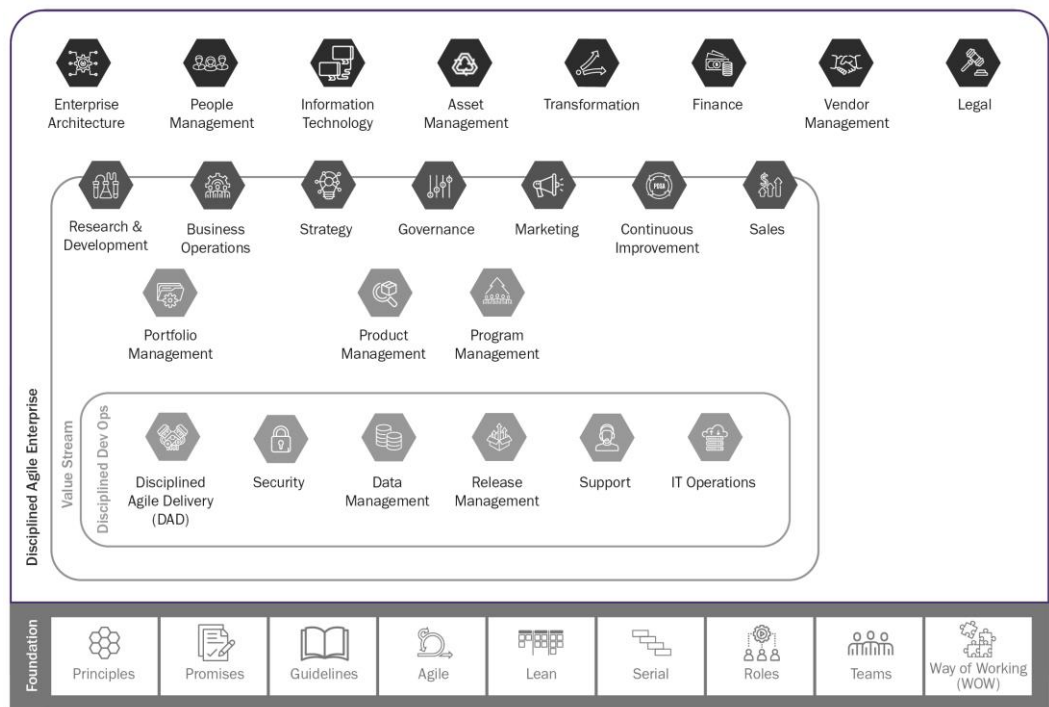 Enterprise
Architecture
People
Management
Information
Technology
Asset
Management
Transformation
Finance
Vendor
Management
Legal
Research &
Development
Business
Operations
Strategy
Governance
Marketing
PDSA
Continuous
Improvement
Sales
Portfolio
Management
Product
Management
Program
Management
Disciplined Agile Enterprise
Value Stream
Disciplined Dev Ops
Disciplined
Agile Delivery
(DAD)
Security
Data
Management
Release
Management
Support
IT Operations
Foundation
Principles
Promises
Guidelines
Agile
Lean
Serial
Roles
Teams
Way of Working
(WOW)